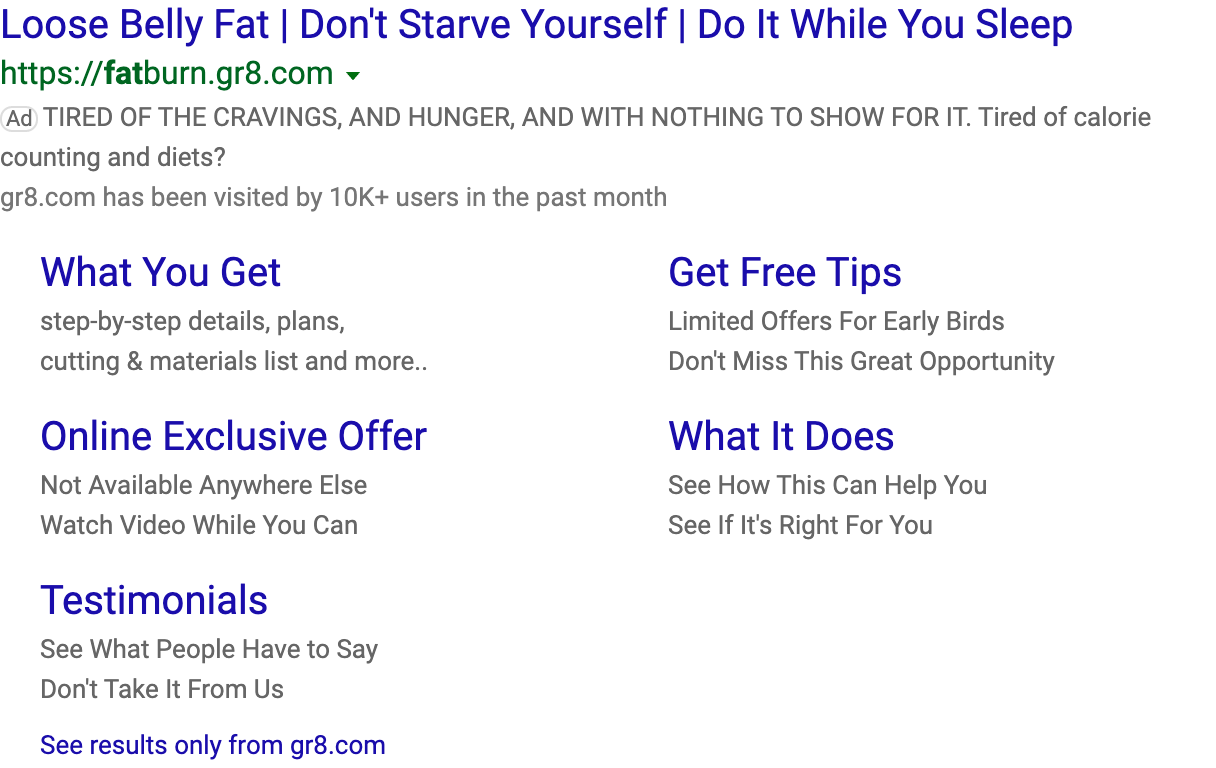 Loose Belly Fat | Don't Starve Yourself | Do It While You Sleep
https://fatburn.gr8.com
Ad TIRED OF THE CRAVINGS, AND HUNGER, AND WITH NOTHING TO SHOW FOR IT. Tired of calorie
counting and diets?
gr8.com has been visited by 10K+ users in the past month
What You Get
step-by-step details, plans,
cutting & materials list and more..
Get Free Tips
Limited Offers For Early Birds
Don't Miss This Great Opportunity
Online Exclusive Offer
Not Available Anywhere Else
Watch Video While You Can
What It Does
See How This Can Help You
See If It's Right For You
Testimonials
See What People Have to Say
Don't Take It From Us
See results only from gr8.com